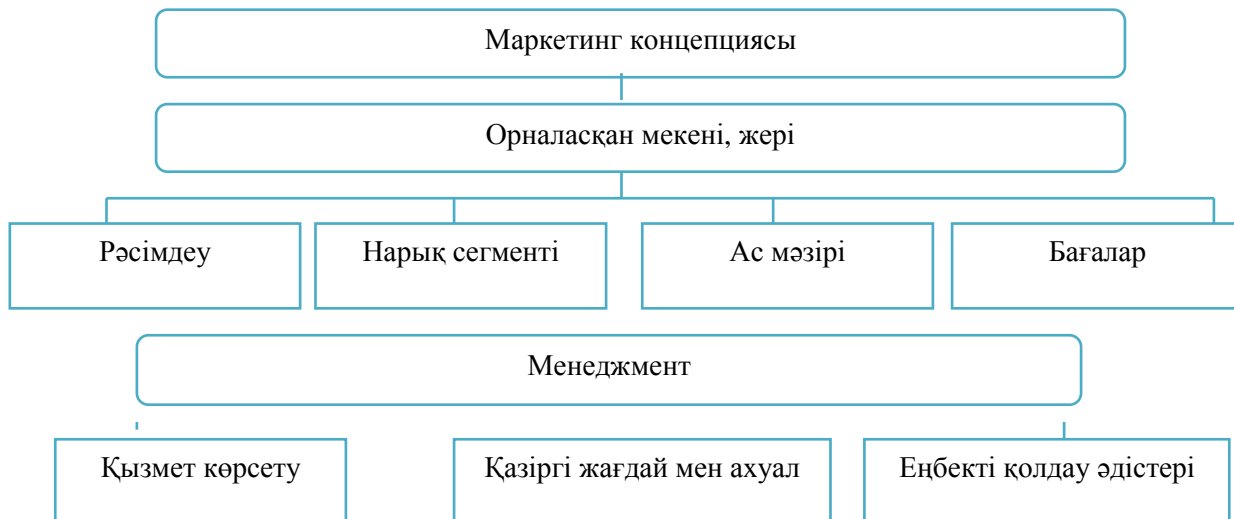 Маркетинг концепциясы
Орналасқан мекені, жері
Рәсімдеу
Нарық сегменті
Ас мәзірі
Бағалар
Менеджмент
Қызмет көрсету
Қазіргі жағдай мен ахуал
Еңбекті қолдау әдістері